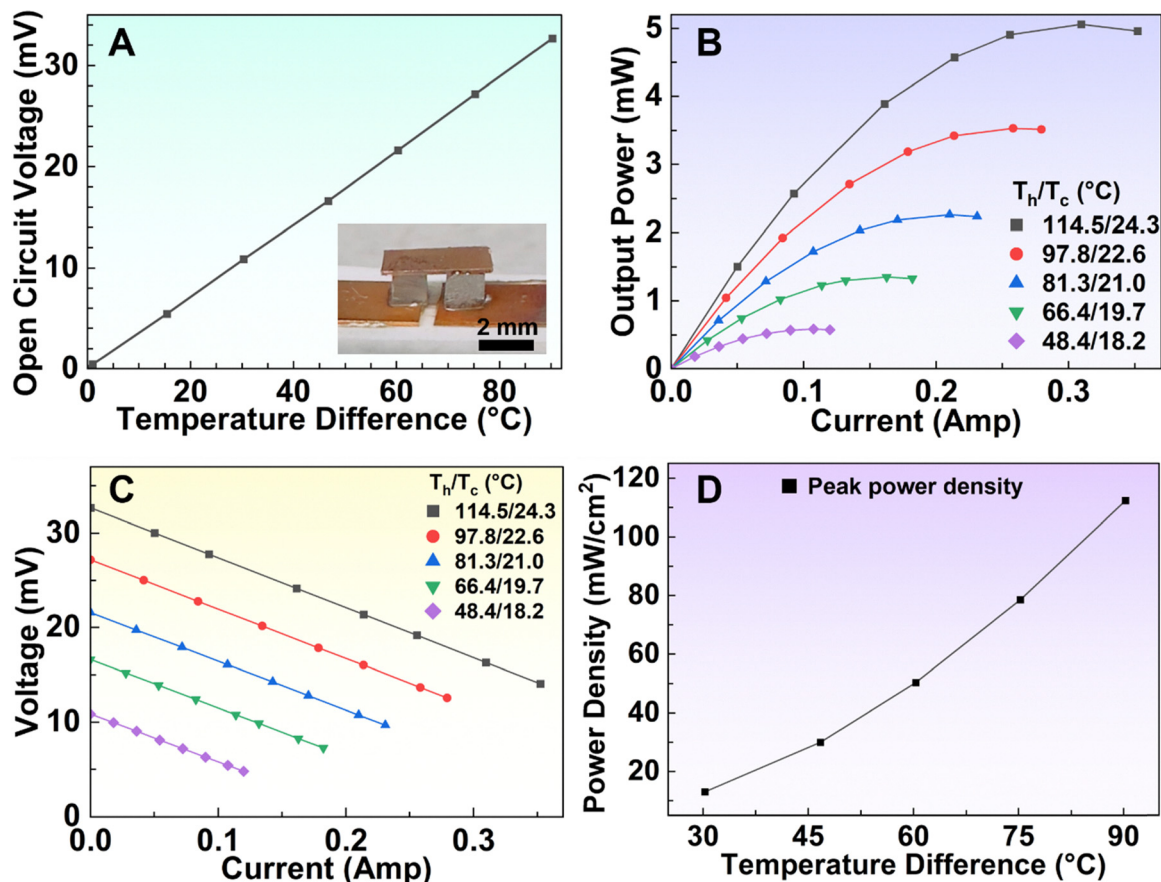 A
Open Circuit Voltage (mV)
30
20
10
0
0 20 40 60 80
Temperature Difference (°C)
2 mm
B
Output Power (mW)
5
4
3
2
1
0
0.0 0.1 0.2 0.3
Current (Amp)
Th/Tc (°C)
114.5/24.3
97.8/22.6
81.3/21.0
66.4/19.7
48.4/18.2
C
Voltage (mV)
30
20
10
0
0.0 0.1 0.2 0.3
Current (Amp)
Th/Tc (°C)
114.5/24.3
97.8/22.6
81.3/21.0
66.4/19.7
48.4/18.2
D
Peak power density
Power Density (mW/cm²)
120
100
80
60
40
20
30 45 60 75 90
Temperature Difference (°C)